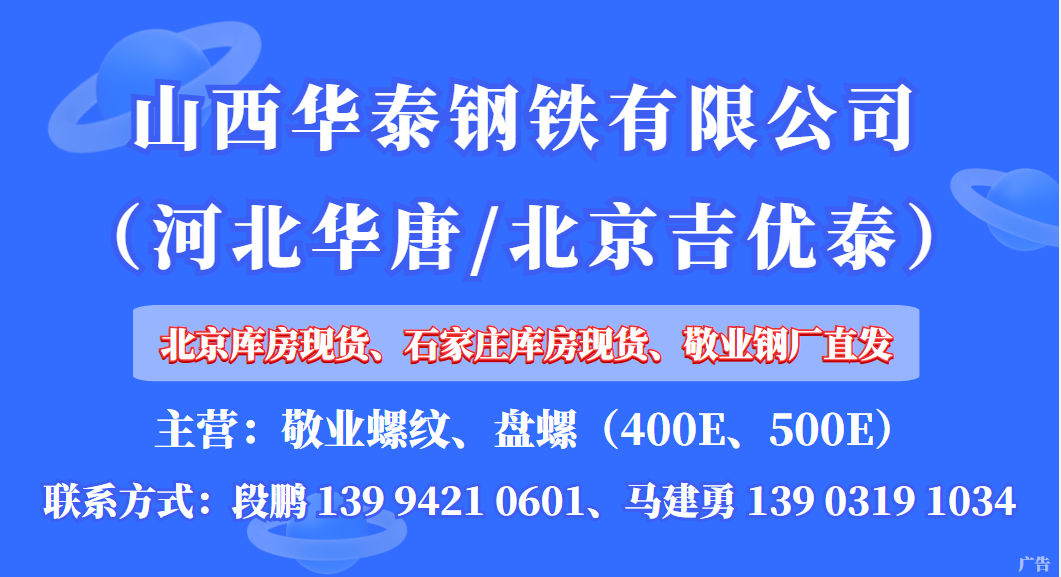 山西华泰钢铁有限公司
（河北华唐/北京吉优泰）
北京库房现货、石家庄库房现货、敬业钢厂直发
主营：敬业螺纹、盘螺（400E、500E）
联系方式：段鹏 139 9421 0601、马建勇 139 0319 1034
广告